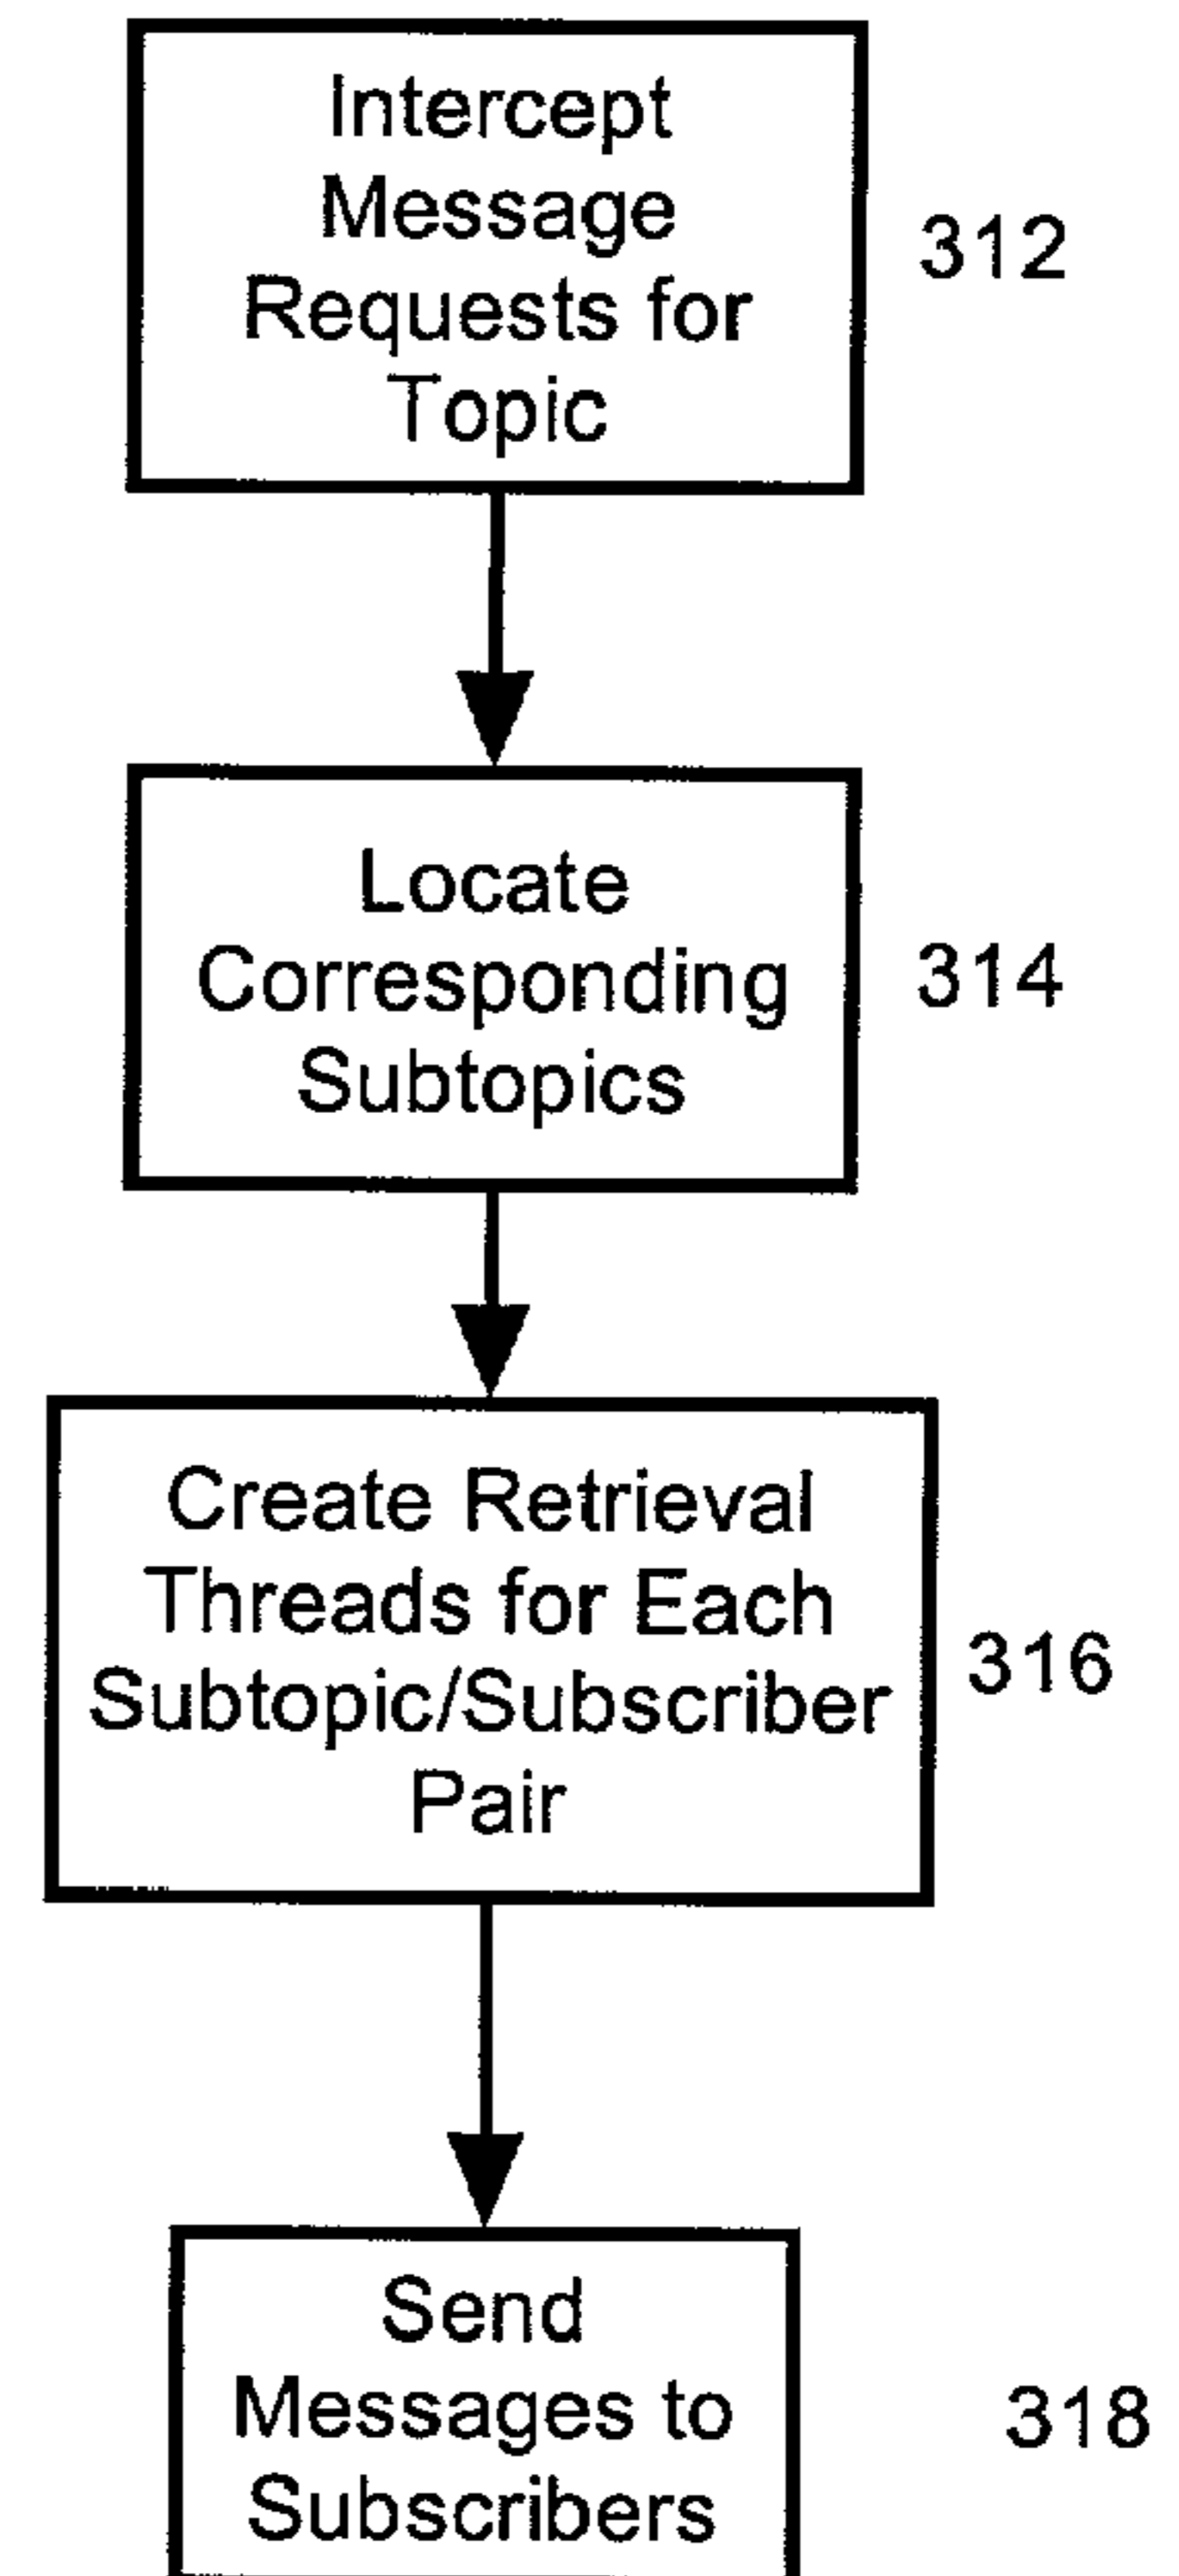 Intercept
Message
Requests for
Topic
312
Locate
Corresponding
Subtopics
314
Create Retrieval
Threads for Each
Subtopic/Subscriber
Pair
316
Send
Messages to
Subscribers
318